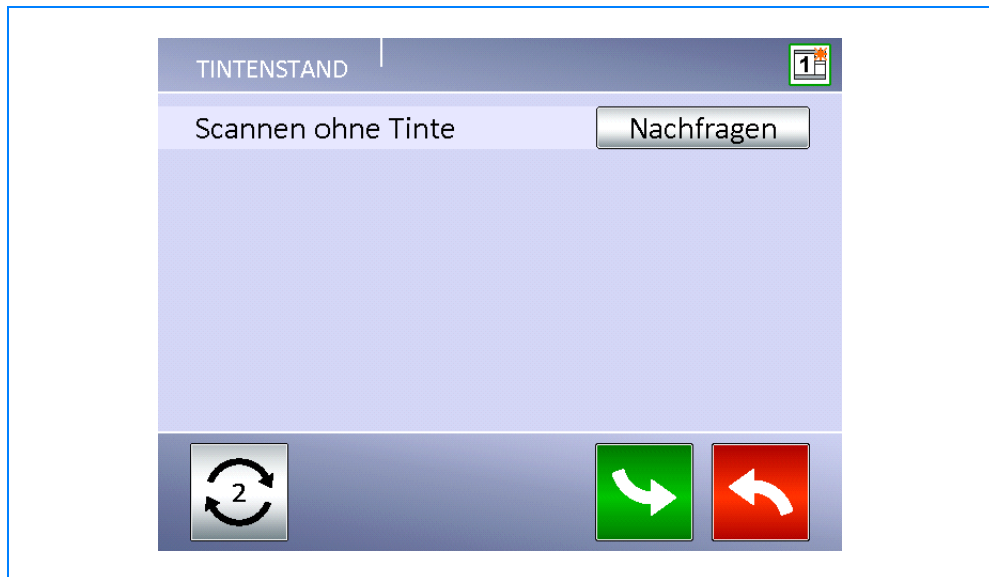 TINTENSTAND
1
Scannen ohne Tinte
Nachfragen
2